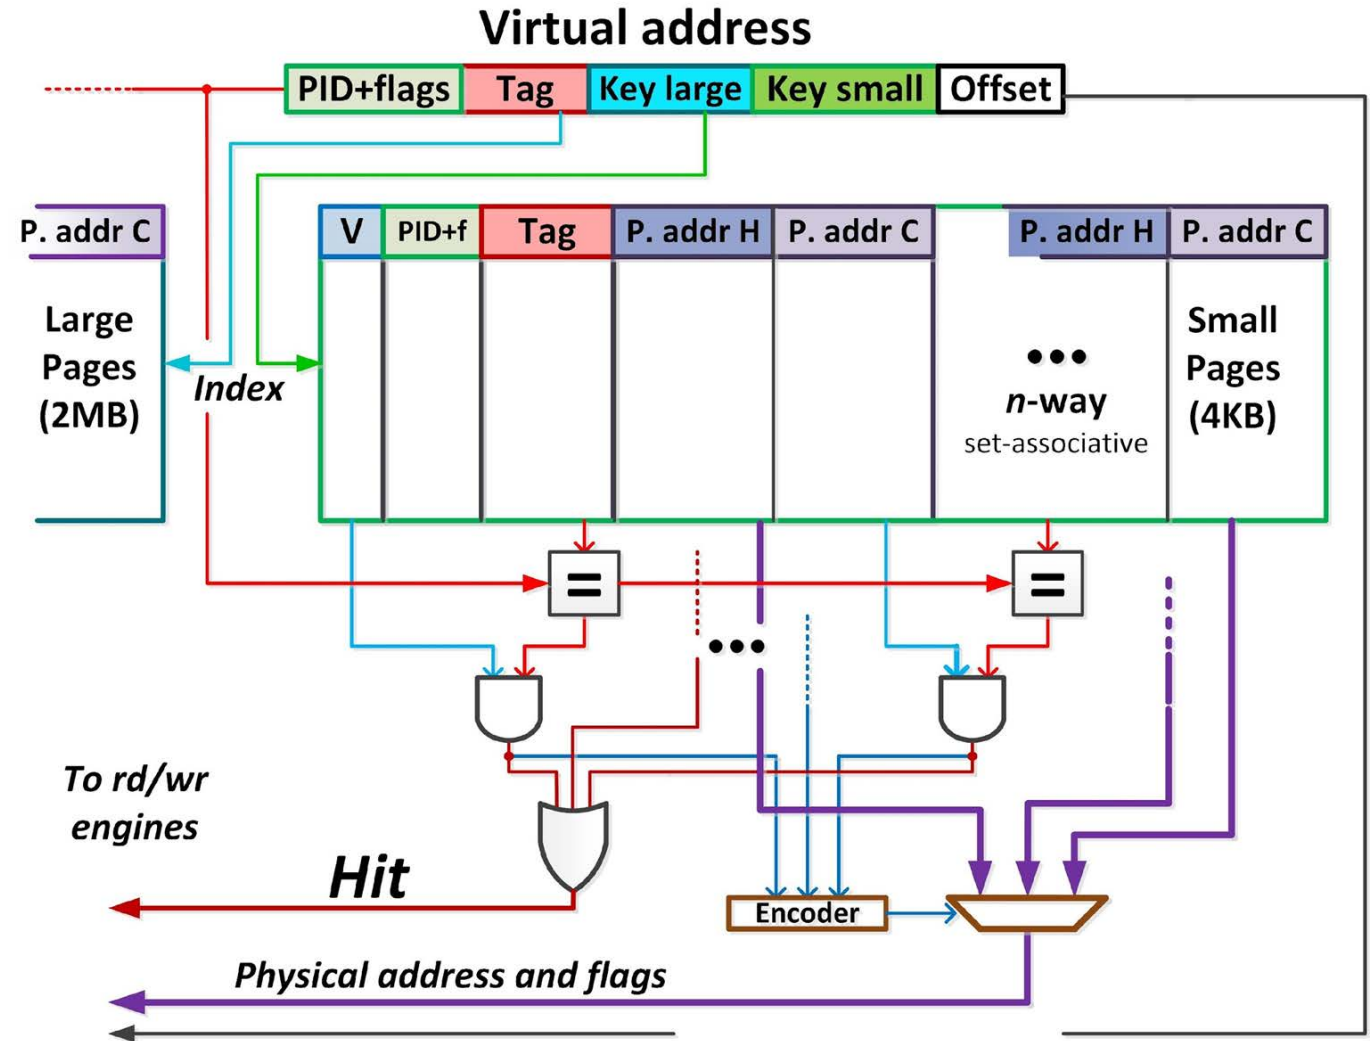 Virtual address
PID+flags Tag Key large Key small Offset
P. addr C V PID+f Tag P. addr H P. addr C P. addr H P. addr C
Large
Pages
(2MB)
Index
•••
n-way
set-associative
Small
Pages
(4KB)
= =
•••
To rd/wr
engines
Hit
Encoder
Physical address and flags